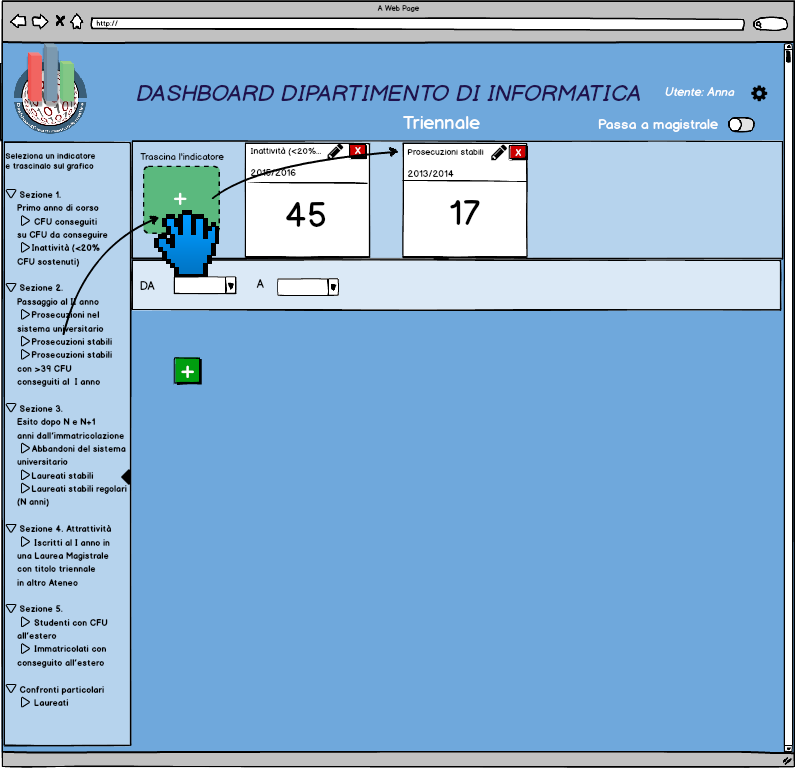 A Web Page
http://
DASHBOARD DIPARTIMENTO DI INFORMATICA
Utente: Anna
Triennale
Passa a magistrale
Seleziona un indicatore
e trascinalo sul grafico
Sezione 1.
Primo anno di corso
CFU conseguiti
su CFU da conseguire
Inattività (<20%
CFU sostenuti)
Sezione 2.
Passaggio al II anno
Prosecuzioni nel
sistema universitario
Prosecuzioni stabili
Prosecuzioni stabili
con >39 CFU
conseguiti al I anno
Sezione 3.
Esito dopo N e N+1
anni dall'immatricolazione
Abbandoni del sistema
universitario
Laureati stabili
Laureati stabili regolari
(N anni)
Sezione 4. Attrattività
Iscritti al I anno in
una Laurea Magistrale
con titolo triennale
in altro Ateneo
Sezione 5.
Studenti con CFU
all'estero
Immatricolati con
conseguito all'estero
Confronti particolari
Laureati
Trascina l'indicatore
+
Inattività (<20%...
X
2015/2016
45
Prosecuzioni stabili
X
2013/2014
17
DA
A
+